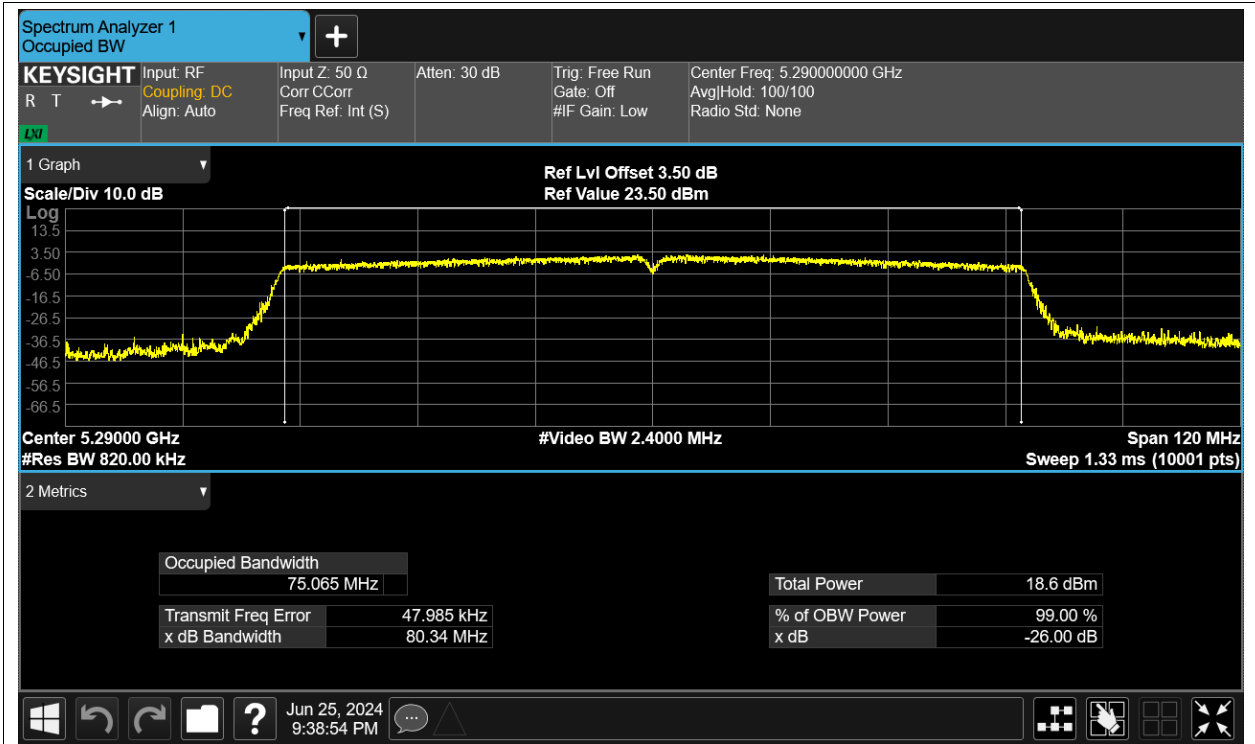 Spectrum Analyzer 1
Occupied BW
KEYSIGHT
R T
LXI
Input: RF
Coupling: DC
Align: Auto
Input Z: 50 Ω
Corr CCorr
Freq Ref: Int (S)
Atten: 30 dB
Trig: Free Run
Gate: Off
#IF Gain: Low
Center Freq: 5.290000000 GHz
Avg|Hold: 100/100
Radio Std: None
1 Graph
Scale/Div 10.0 dB
Ref Lvl Offset 3.50 dB
Ref Value 23.50 dBm
Log
13.5
3.50
-6.50
-16.5
-26.5
-36.5
-46.5
-56.5
-66.5
Center 5.29000 GHz
#Res BW 820.00 kHz
#Video BW 2.4000 MHz
Span 120 MHz
Sweep 1.33 ms (10001 pts)
2 Metrics
Occupied Bandwidth
75.065 MHz
Transmit Freq Error 47.985 kHz
x dB Bandwidth 80.34 MHz
Total Power 18.6 dBm
% of OBW Power 99.00 %
x dB -26.00 dB
?
Jun 25, 2024
9:38:54 PM